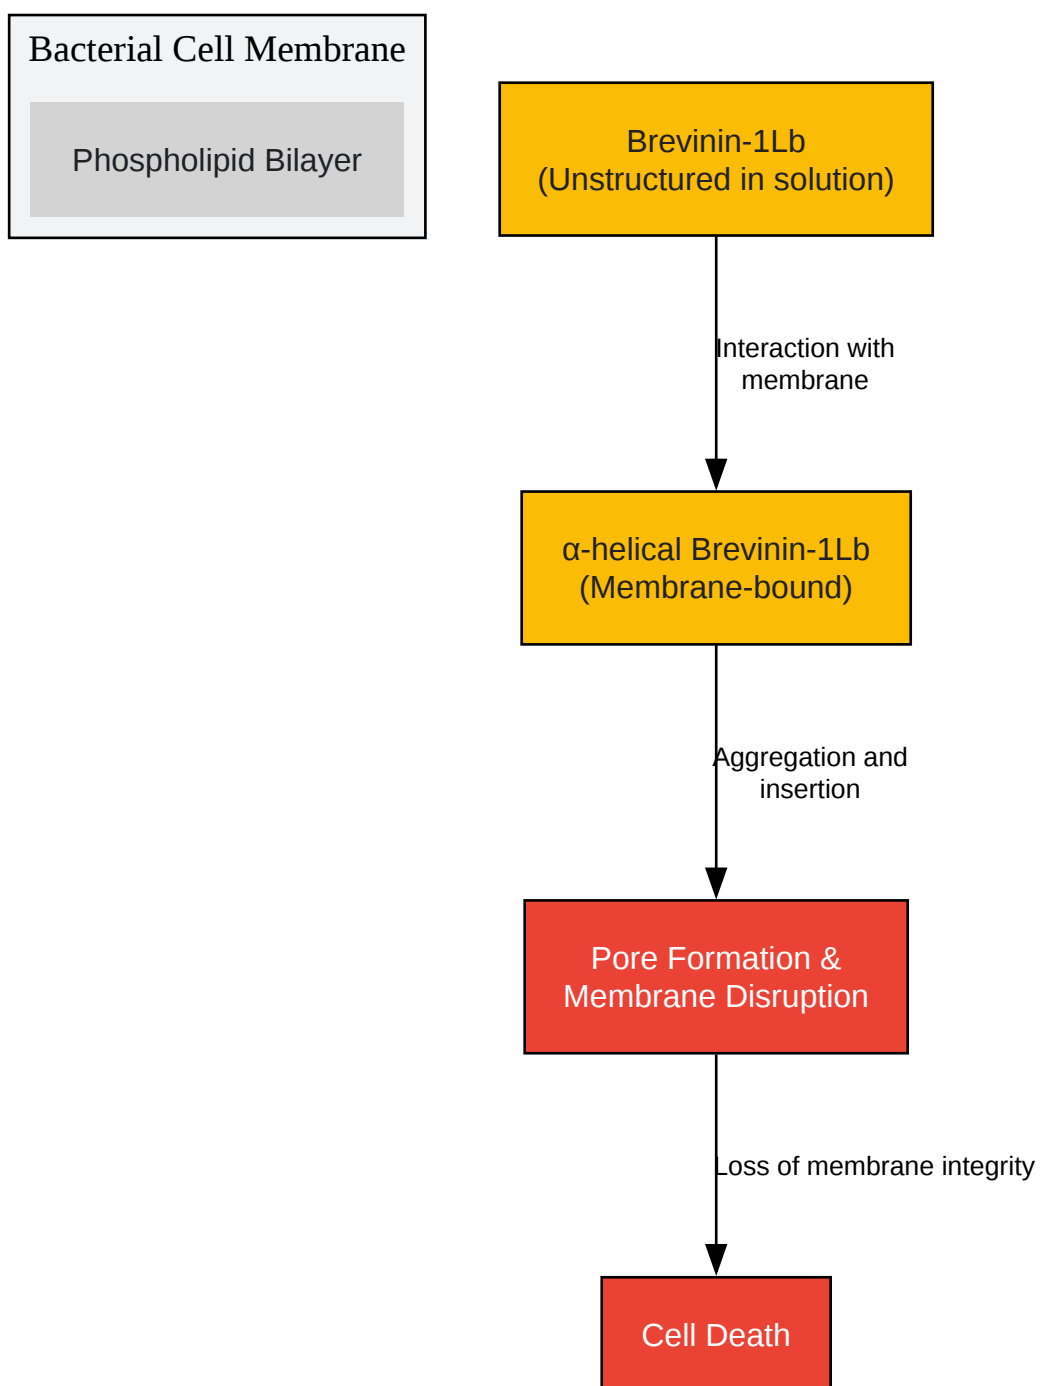 Bacterial Cell Membrane
Phospholipid Bilayer
Brevinin-1Lb
(Unstructured in solution)
Interaction with
membrane
α-helical Brevinin-1Lb
(Membrane-bound)
Aggregation and
insertion
Pore Formation &
Membrane Disruption
Loss of membrane integrity
Cell Death